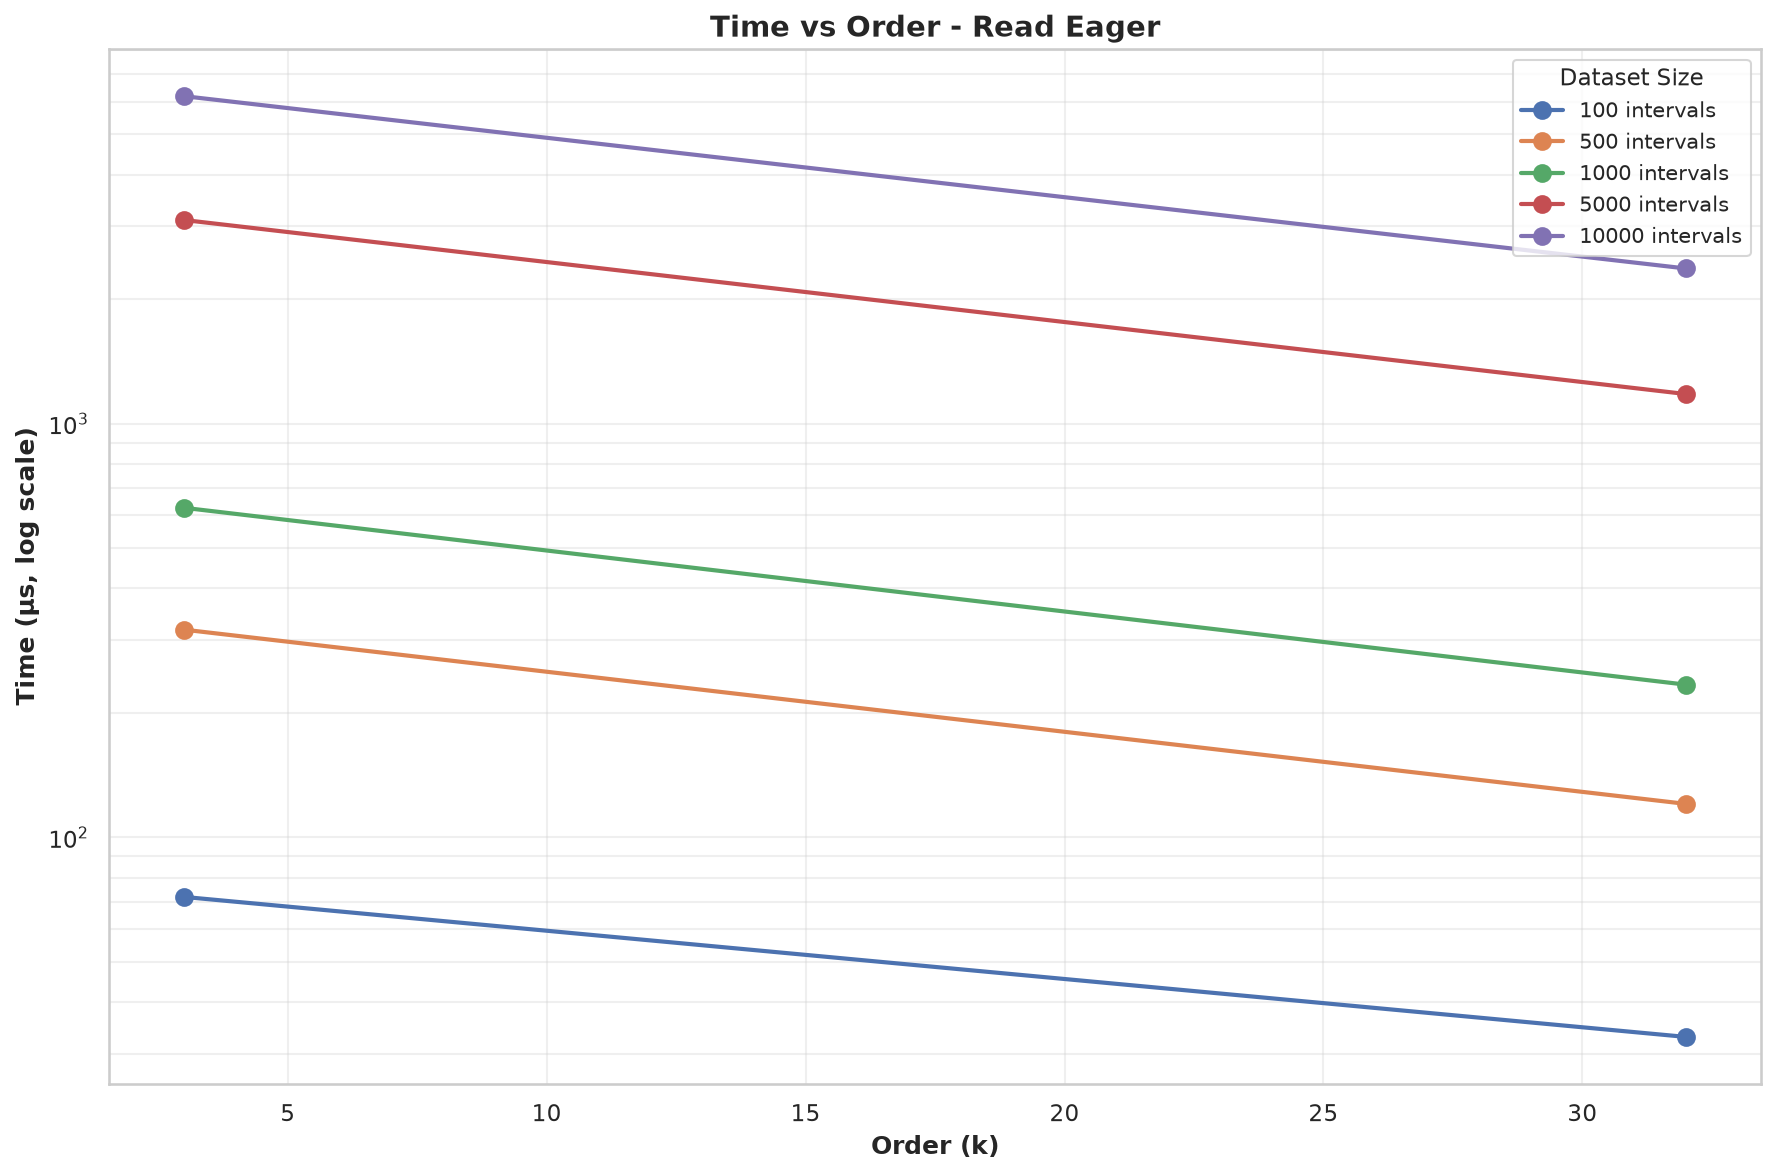 Time vs Order - Read Eager
Dataset Size
100 intervals
500 intervals
1000 intervals
5000 intervals
10000 intervals
Time (µs, log scale)
10³
10²
5 10 15 20 25 30
Order (k)